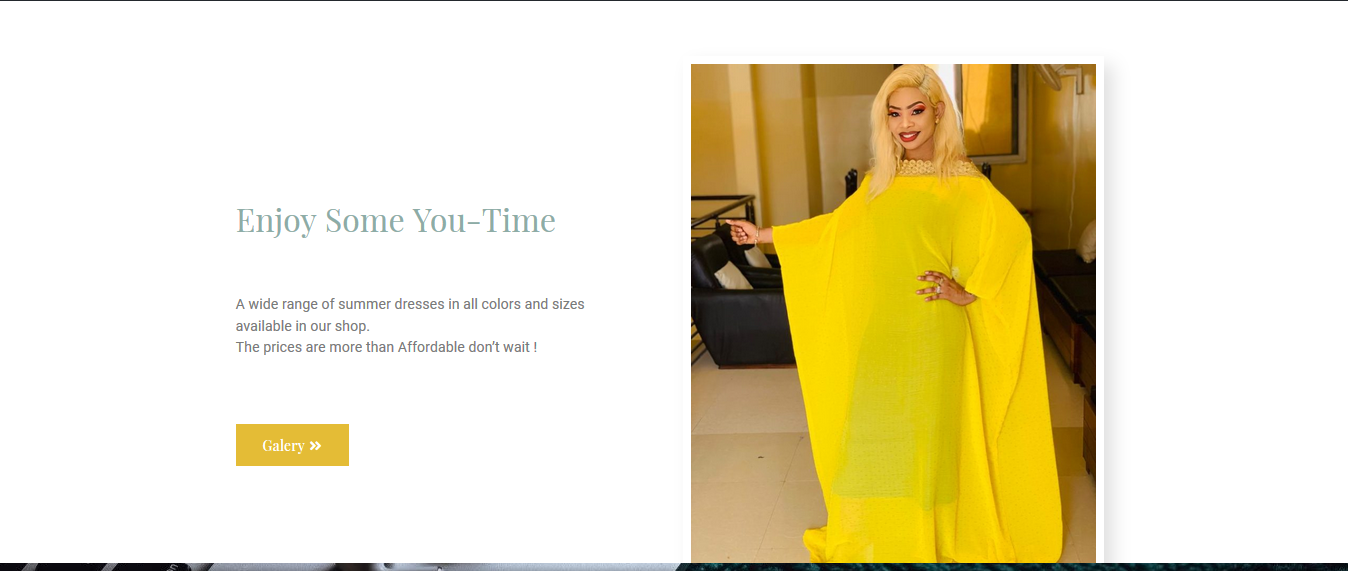 Enjoy Some You-Time
A wide range of summer dresses in all colors and sizes
available in our shop.
The prices are more than Affordable don’t wait !
Galery »